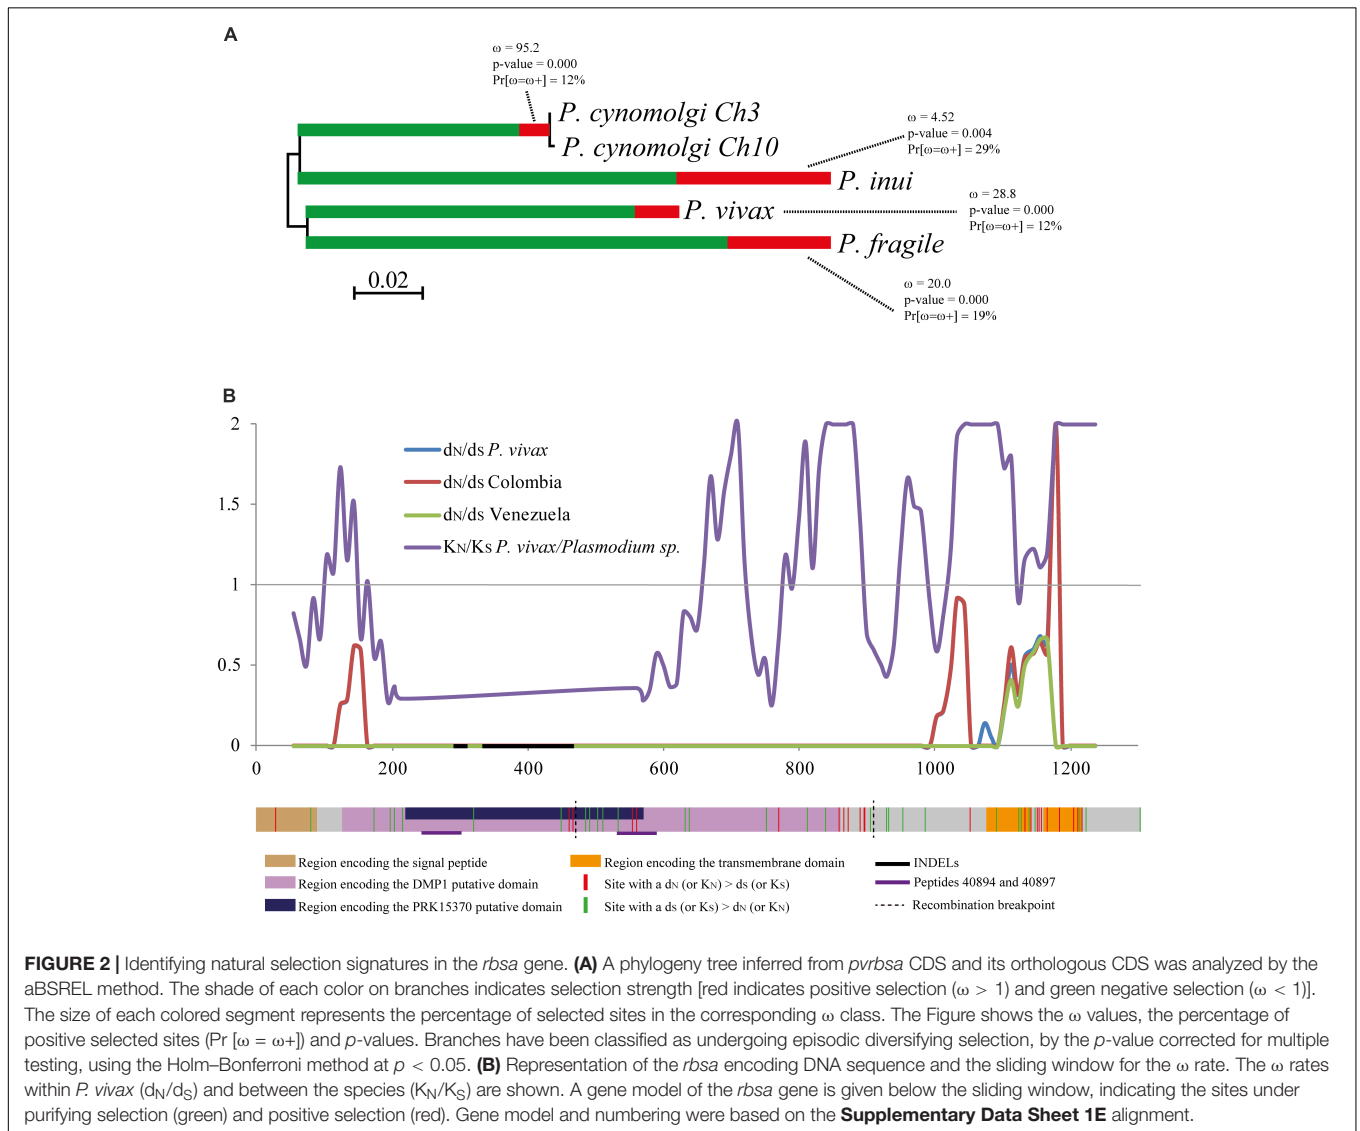 A
ω = 95.2
p-value = 0.000
Pr[ω=ω+] = 12%
P. cynomolgi Ch3
P. cynomolgi Ch10
ω = 4.52
p-value = 0.004
Pr[ω=ω+] = 29%
P. inui
ω = 28.8
p-value = 0.000
Pr[ω=ω+] = 12%
P. vivax
P. fragile
0.02
ω = 20.0
p-value = 0.000
Pr[ω=ω+] = 19%
B
2
1.5
1
0.5
0
dN/dS P. vivax
dN/dS Colombia
dN/dS Venezuela
KN/KS P. vivax/Plasmodium sp.
0 200 400 600 800 1000 1200
Region encoding the signal peptide
Region encoding the DMP1 putative domain
Region encoding the PRK15370 putative domain
Region encoding the transmembrane domain
Site with a dN (or KN) > dS (or KS)
Site with a dS (or KS) > dN (or KN)
INDELs
Peptides 40894 and 40897
Recombination breakpoint
FIGURE 2 | Identifying natural selection signatures in the rbsa gene. (A) A phylogeny tree inferred from pvrbsa CDS and its orthologous CDS was analyzed by the
aBSREL method. The shade of each color on branches indicates selection strength [red indicates positive selection (ω > 1) and green negative selection (ω < 1)].
The size of each colored segment represents the percentage of selected sites in the corresponding ω class. The Figure shows the ω values, the percentage of
positive selected sites (Pr [ω = ω+]) and p-values. Branches have been classified as undergoing episodic diversifying selection, by the p-value corrected for multiple
testing, using the Holm–Bonferroni method at p < 0.05. (B) Representation of the rbsa encoding DNA sequence and the sliding window for the ω rate. The ω rates
within P. vivax (dN/dS) and between the species (KN/KS) are shown. A gene model of the rbsa gene is given below the sliding window, indicating the sites under
purifying selection (green) and positive selection (red). Gene model and numbering were based on the Supplementary Data Sheet 1E alignment.